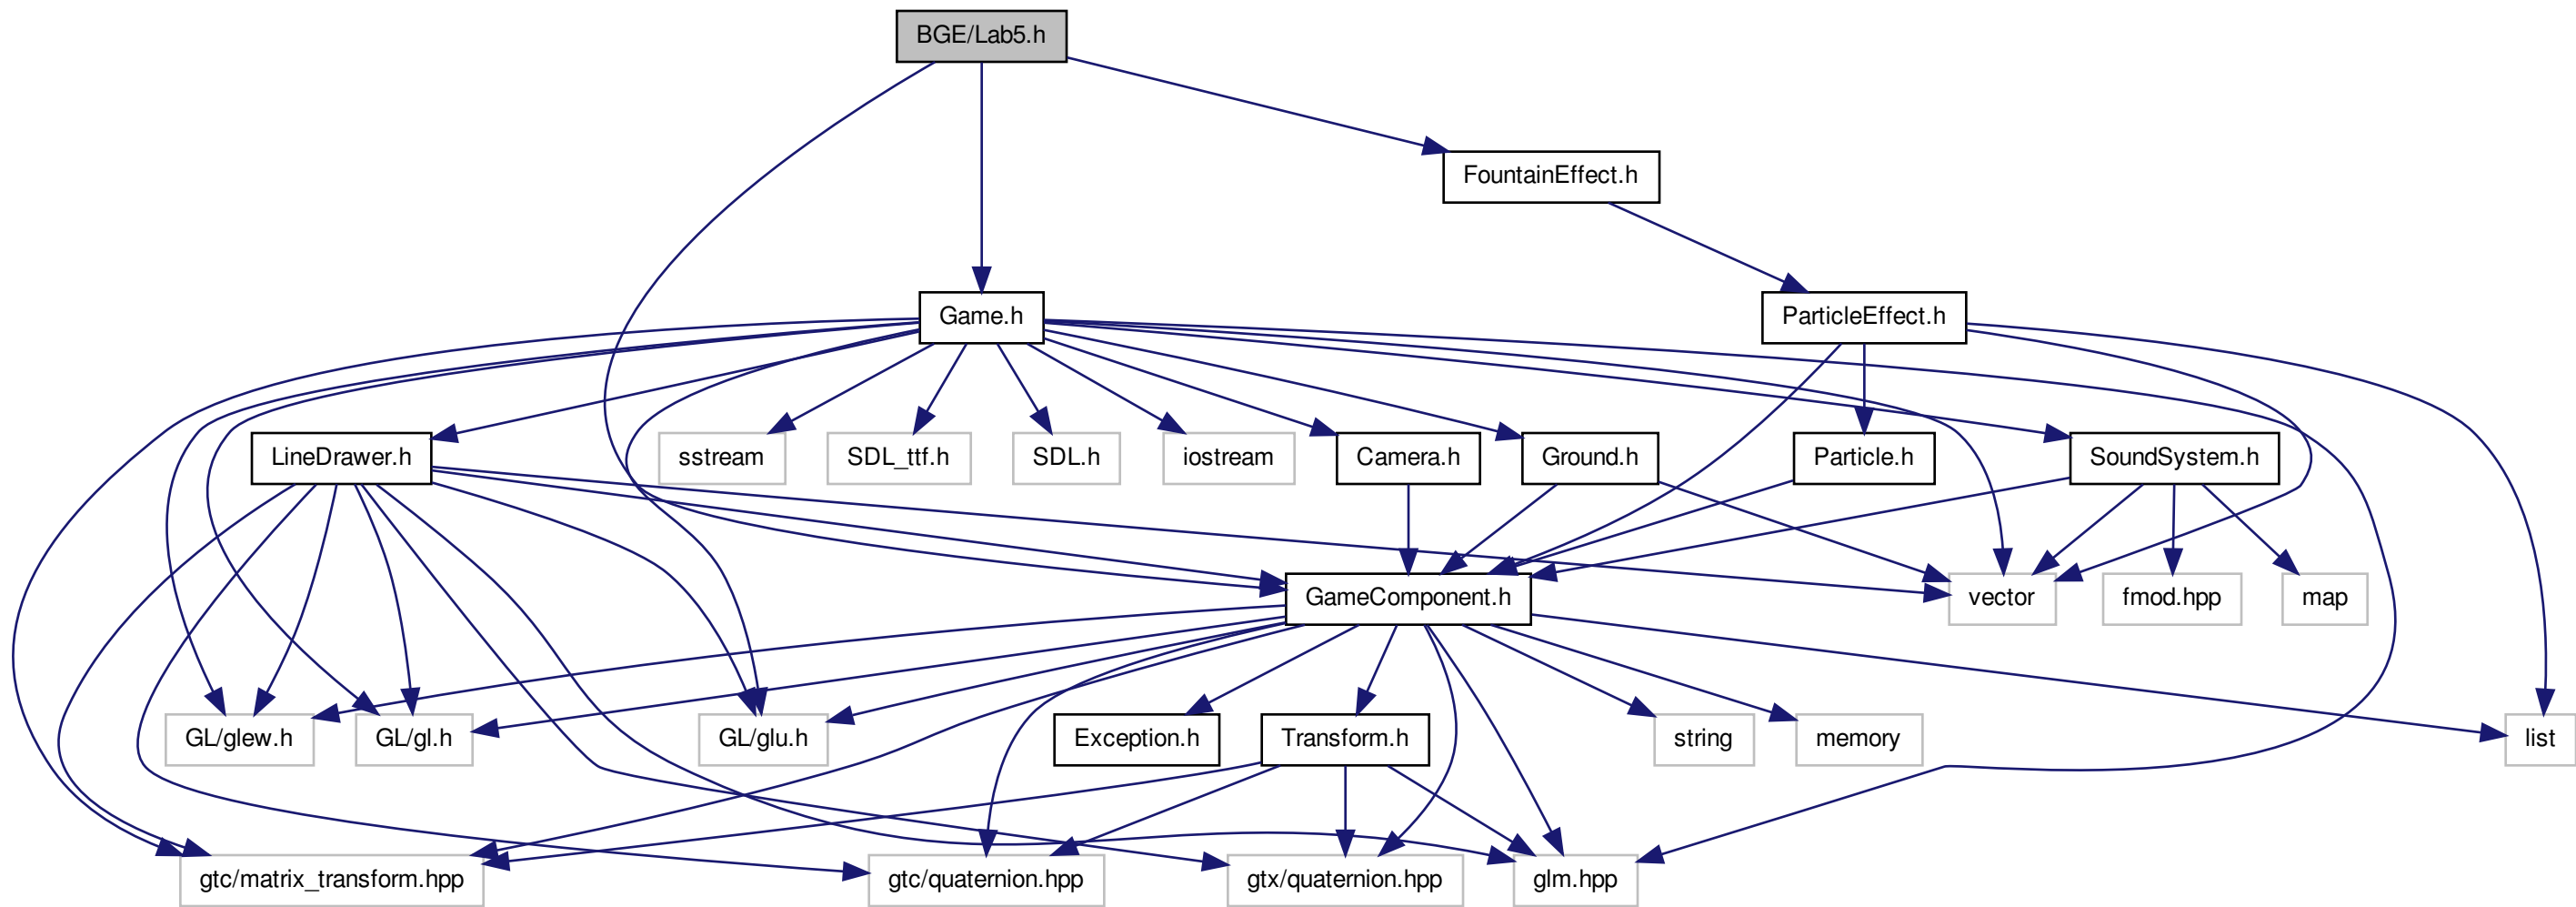 BGE/Lab5.h
FountainEffect.h
Game.h
ParticleEffect.h
LineDrawer.h
sstream
SDL_ttf.h
SDL.h
iostream
Camera.h
Ground.h
Particle.h
SoundSystem.h
GameComponent.h
vector
fmod.hpp
map
GL/glew.h
GL/gl.h
GL/glu.h
Exception.h
Transform.h
string
memory
list
gtc/matrix_transform.hpp
gtc/quaternion.hpp
gtx/quaternion.hpp
glm.hpp